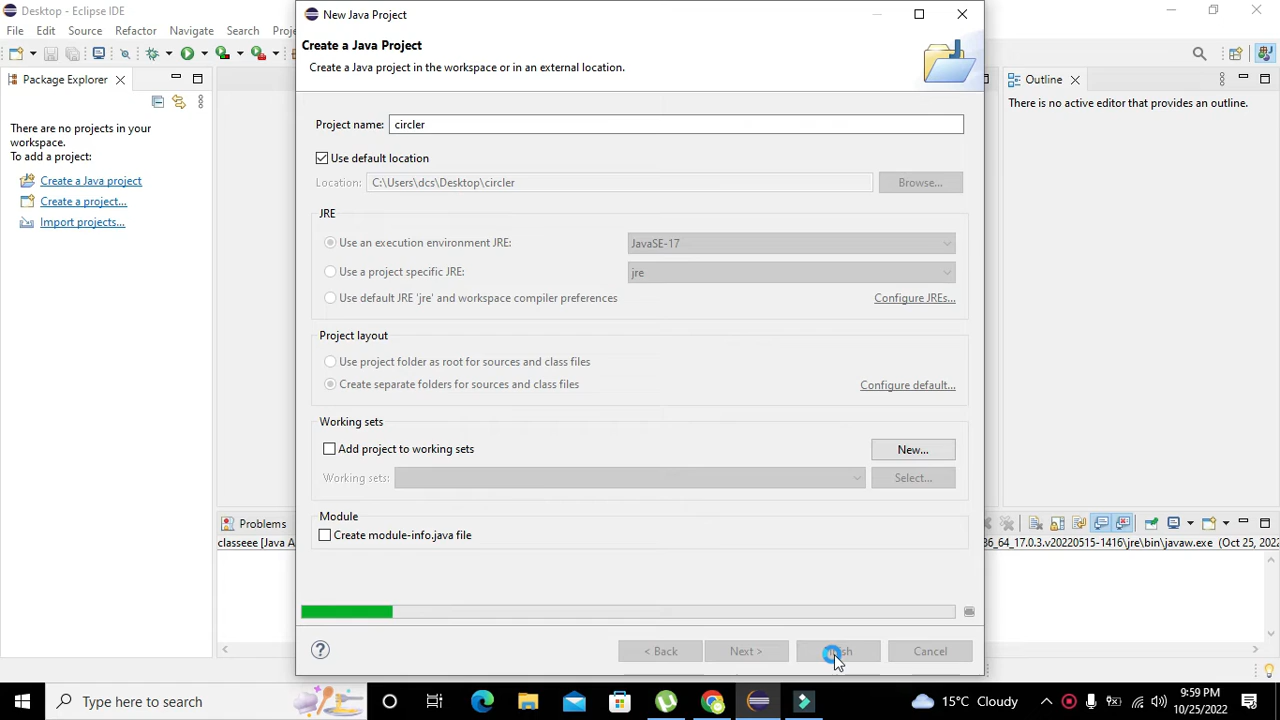 Desktop - Eclipse IDE
New Java Project
File Edit Source Refactor Navigate Search
Create a Java Project
Create a Java project in the workspace or in an external location.
Package Explorer
Outline
There is no active editor that provides an outline.
There are no projects in your
workspace.
To add a project:
Create a Java project
Create a project...
Import projects...
Project name: circler
Use default location
Location: C:\Users\dcs\Desktop\circler Browse...
JRE
Use an execution environment JRE: JavaSE-17
Use a project specific JRE: jre
Use default JRE 'jre' and workspace compiler preferences Configure JREs...
Project layout
Use project folder as root for sources and class files
Create separate folders for sources and class files Configure default...
Working sets
Add project to working sets New...
Working sets: Select...
Module
Create module-info.java file
Problems
classeee [Java A
86_64_17.0.3.v20220515-1416\jre\bin\javaw.exe (Oct 25, 2022
< Back Next > Cancel
Type here to search
15°C Cloudy
9:59 PM
10/25/2022